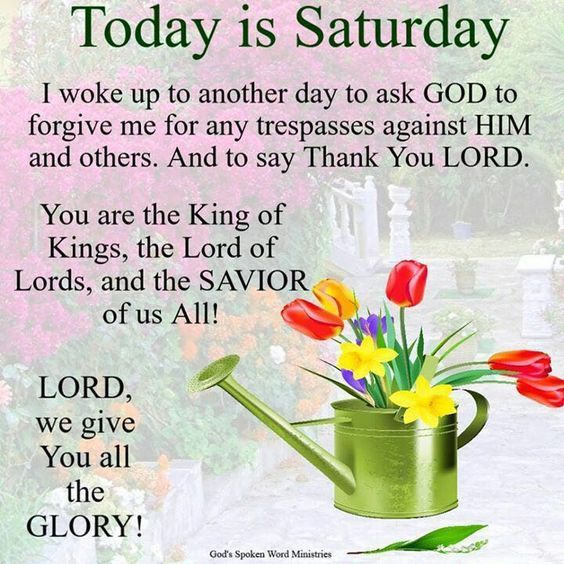 Today is Saturday
I woke up to another day to ask GOD to
forgive me for any trespasses against HIM
and others. And to say Thank You LORD.
You are the King of
Kings, the Lord of
Lords, and the SAVIOR
of us All!
LORD,
we give
You all
the
GLORY!
God's Spoken Word Ministries